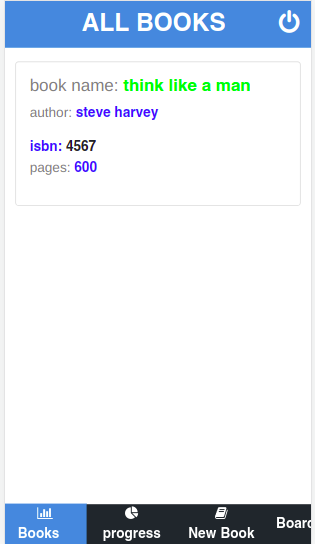 ALL BOOKS
book name: think like a man
author: steve harvey
isbn: 4567
pages: 600
Books
progress
New Book
Board